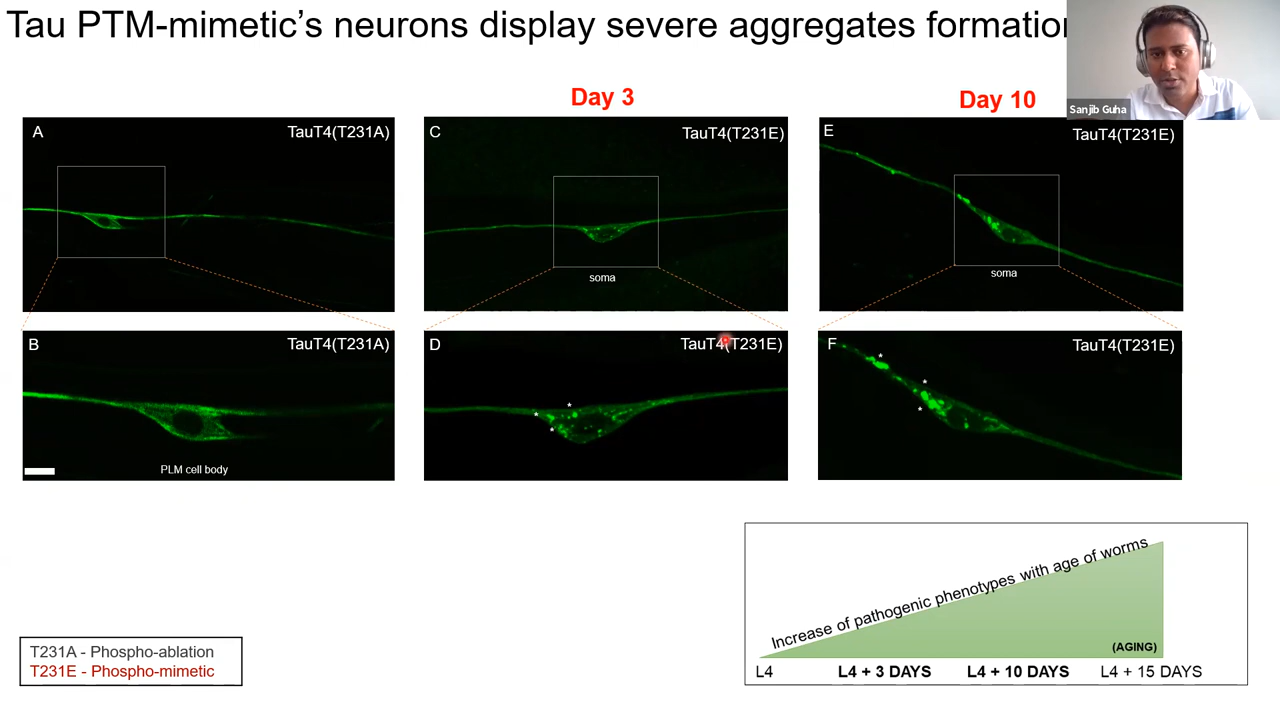 Tau PTM-mimetic's neurons display severe aggregates formation
Sanjib Guha
Day 3
Day 10
A
TauT4(T231A)
C
TauT4(T231E)
soma
E
TauT4(T231E)
soma
B
TauT4(T231A)
PLM cell body
D
TauT4(T231E)
*
*
*
F
TauT4(T231E)
*
*
*
Increase of pathogenic phenotypes with age of worms
(AGING)
L4
L4 + 3 DAYS
L4 + 10 DAYS
L4 + 15 DAYS
T231A - Phospho-ablation
T231E - Phospho-mimetic